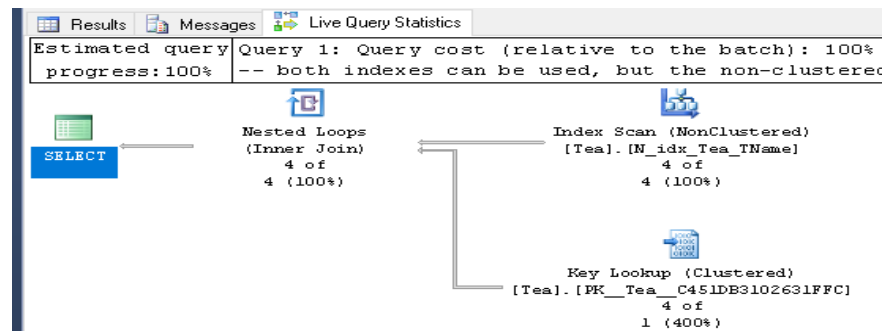 Results Messages Live Query Statistics
Estimated query Query 1: Query cost (relative to the batch): 100%
progress:100% -- both indexes can be used, but the non-clustered
SELECT
Nested Loops
(Inner Join)
4 of
4 (100%)
Index Scan (NonClustered)
[Tea].[N_idx_Tea_TName]
4 of
4 (100%)
Key Lookup (Clustered)
[Tea].[PK__Tea__C451DB3102631FFC]
4 of
1 (400%)